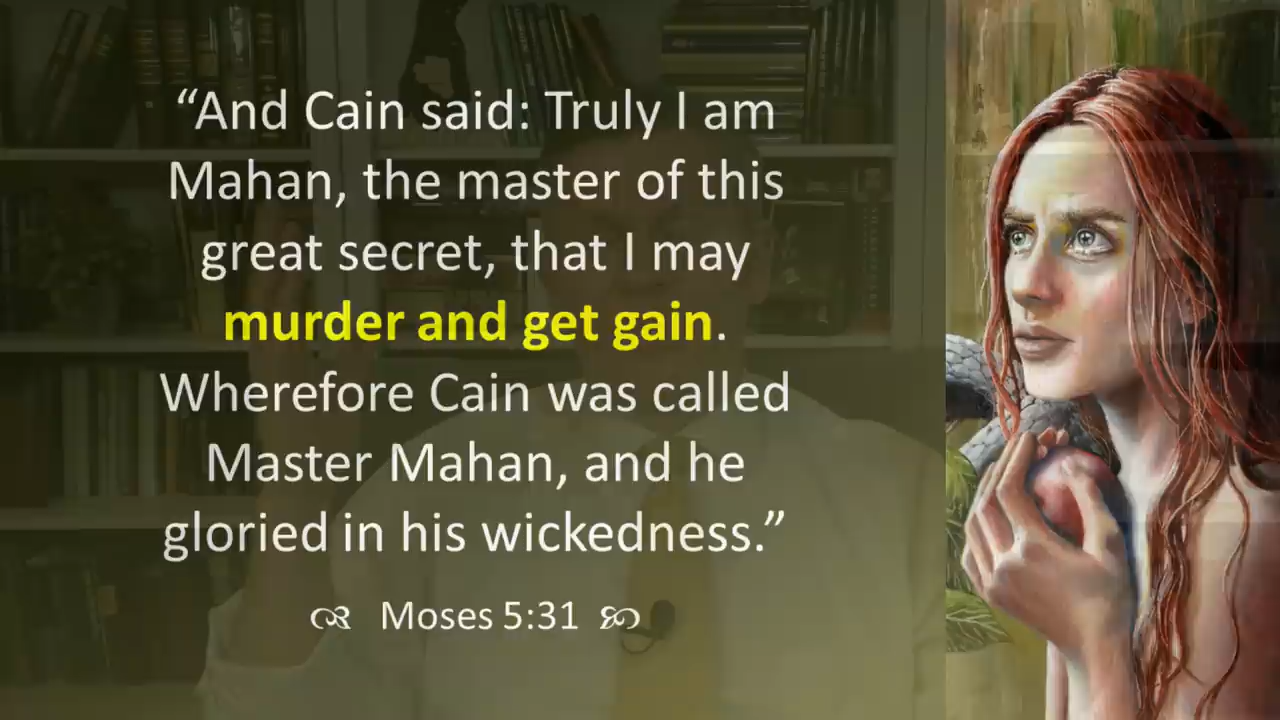 “And Cain said: Truly I am
Mahan, the master of this
great secret, that I may
murder and get gain.
Wherefore Cain was called
Master Mahan, and he
gloried in his wickedness.”
Moses 5:31